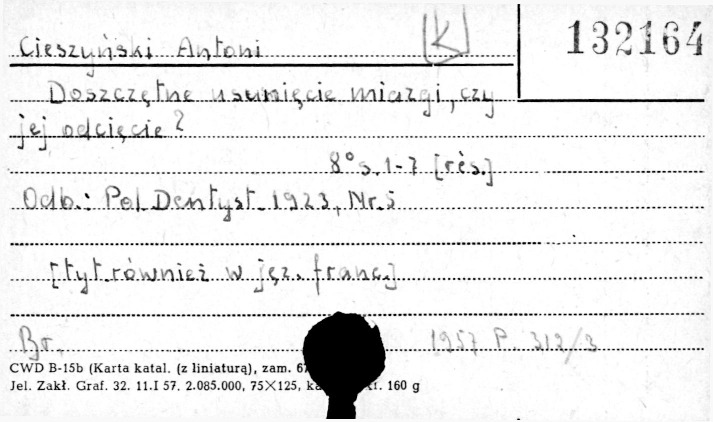 Cieszyński Antoni [K] 132164
Doszczętne usunięcie miazgi, czy
jej odcięcie?
8° s. 1-7 [rés.]
Odb.: Pol. Dentyst. 1923, Nr. 5
[tyt. również w jęz. franc.]
Br. 1957 P. 312/3
CWD B-15b (Karta katal. (z liniaturą), zam.
Jel. Zakł. Graf. 32. 11.I 57. 2.085.000, 75×125, 160 g